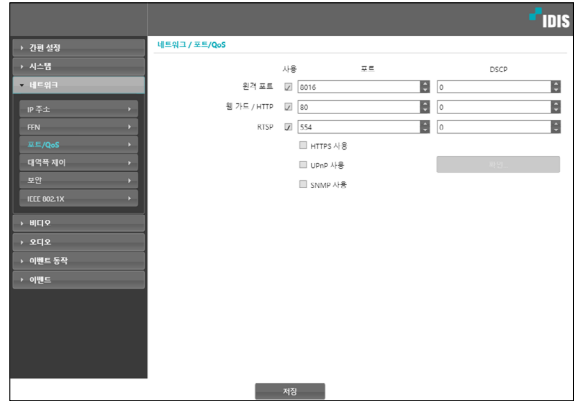 IDIS
간편 설정
시스템
네트워크
IP 주소
FEN
포트/QoS
대역폭 제어
보안
IEEE 802.1X
비디오
오디오
이벤트 동작
이벤트
네트워크 / 포트/QoS
사용 포트 DSCP
원격 포트 8016 0
웹 가드 / HTTP 80 0
RTSP 554 0
HTTPS 사용
UPnP 사용
SNMP 사용
저장